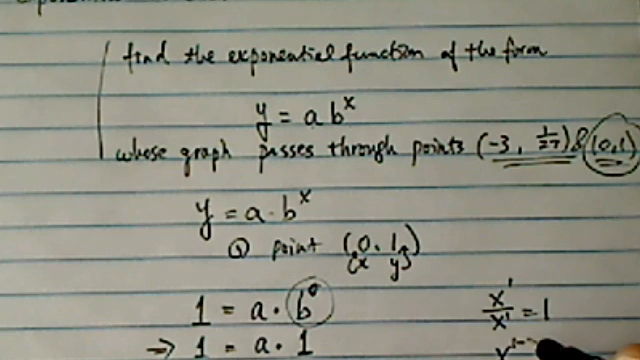 find the exponential function of the form
y = a b^x
whose graph passes through points (-3, 1/27) & (0,1)
y = a · b^x
@ point (0, 1)
(x y)
1 = a · b^0
x^1/x^1 = 1
⇒ 1 = a · 1